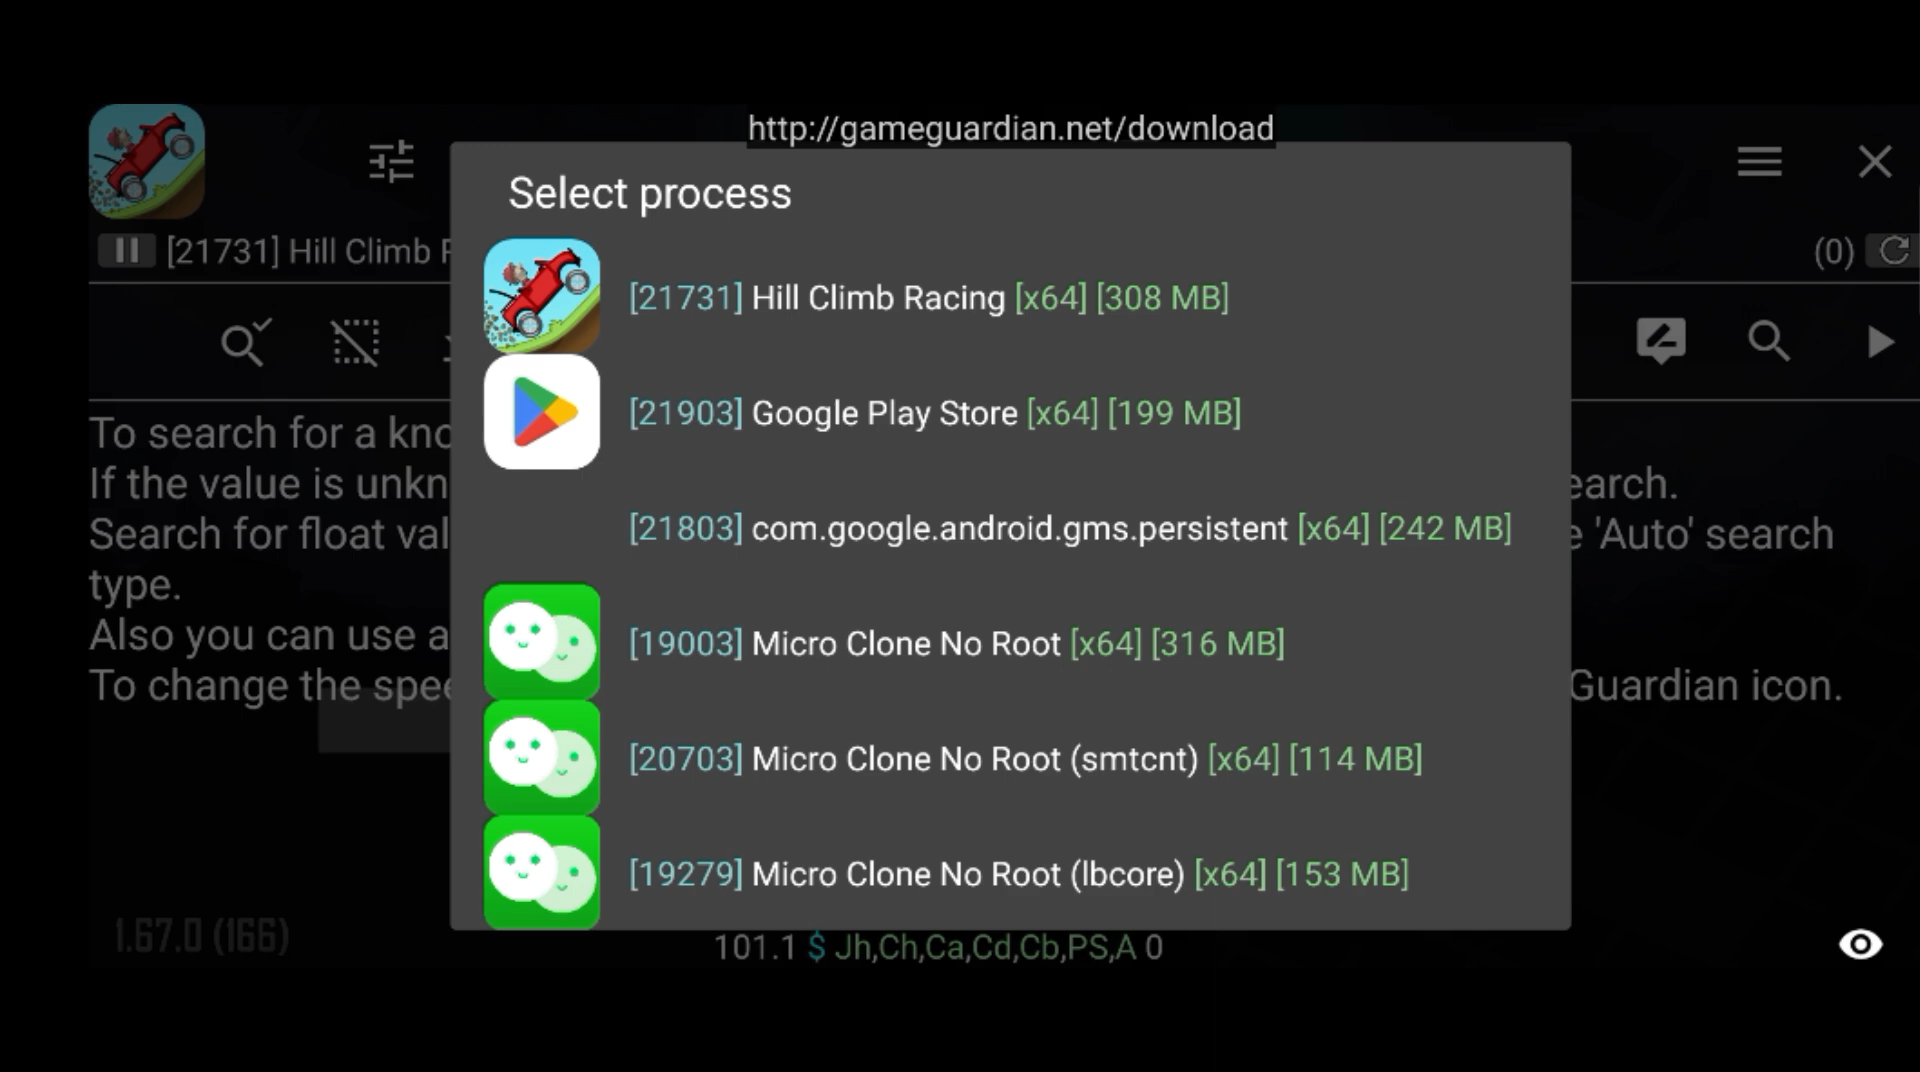 http://gameguardian.net/download
Select process
[21731] Hill Climb R
(0)
[21731] Hill Climb Racing [x64] [308 MB]
[21903] Google Play Store [x64] [199 MB]
[21803] com.google.android.gms.persistent [x64] [242 MB]
[19003] Micro Clone No Root [x64] [316 MB]
[20703] Micro Clone No Root (smtcnt) [x64] [114 MB]
[19279] Micro Clone No Root (lbcore) [x64] [153 MB]
To search for a kno
If the value is unkn earch.
Search for float val e 'Auto' search
type.
Also you can use a
To change the spee Guardian icon.
1.67.0 (166)
101.1 $ Jh,Ch,Ca,Cd,Cb,PS,A 0